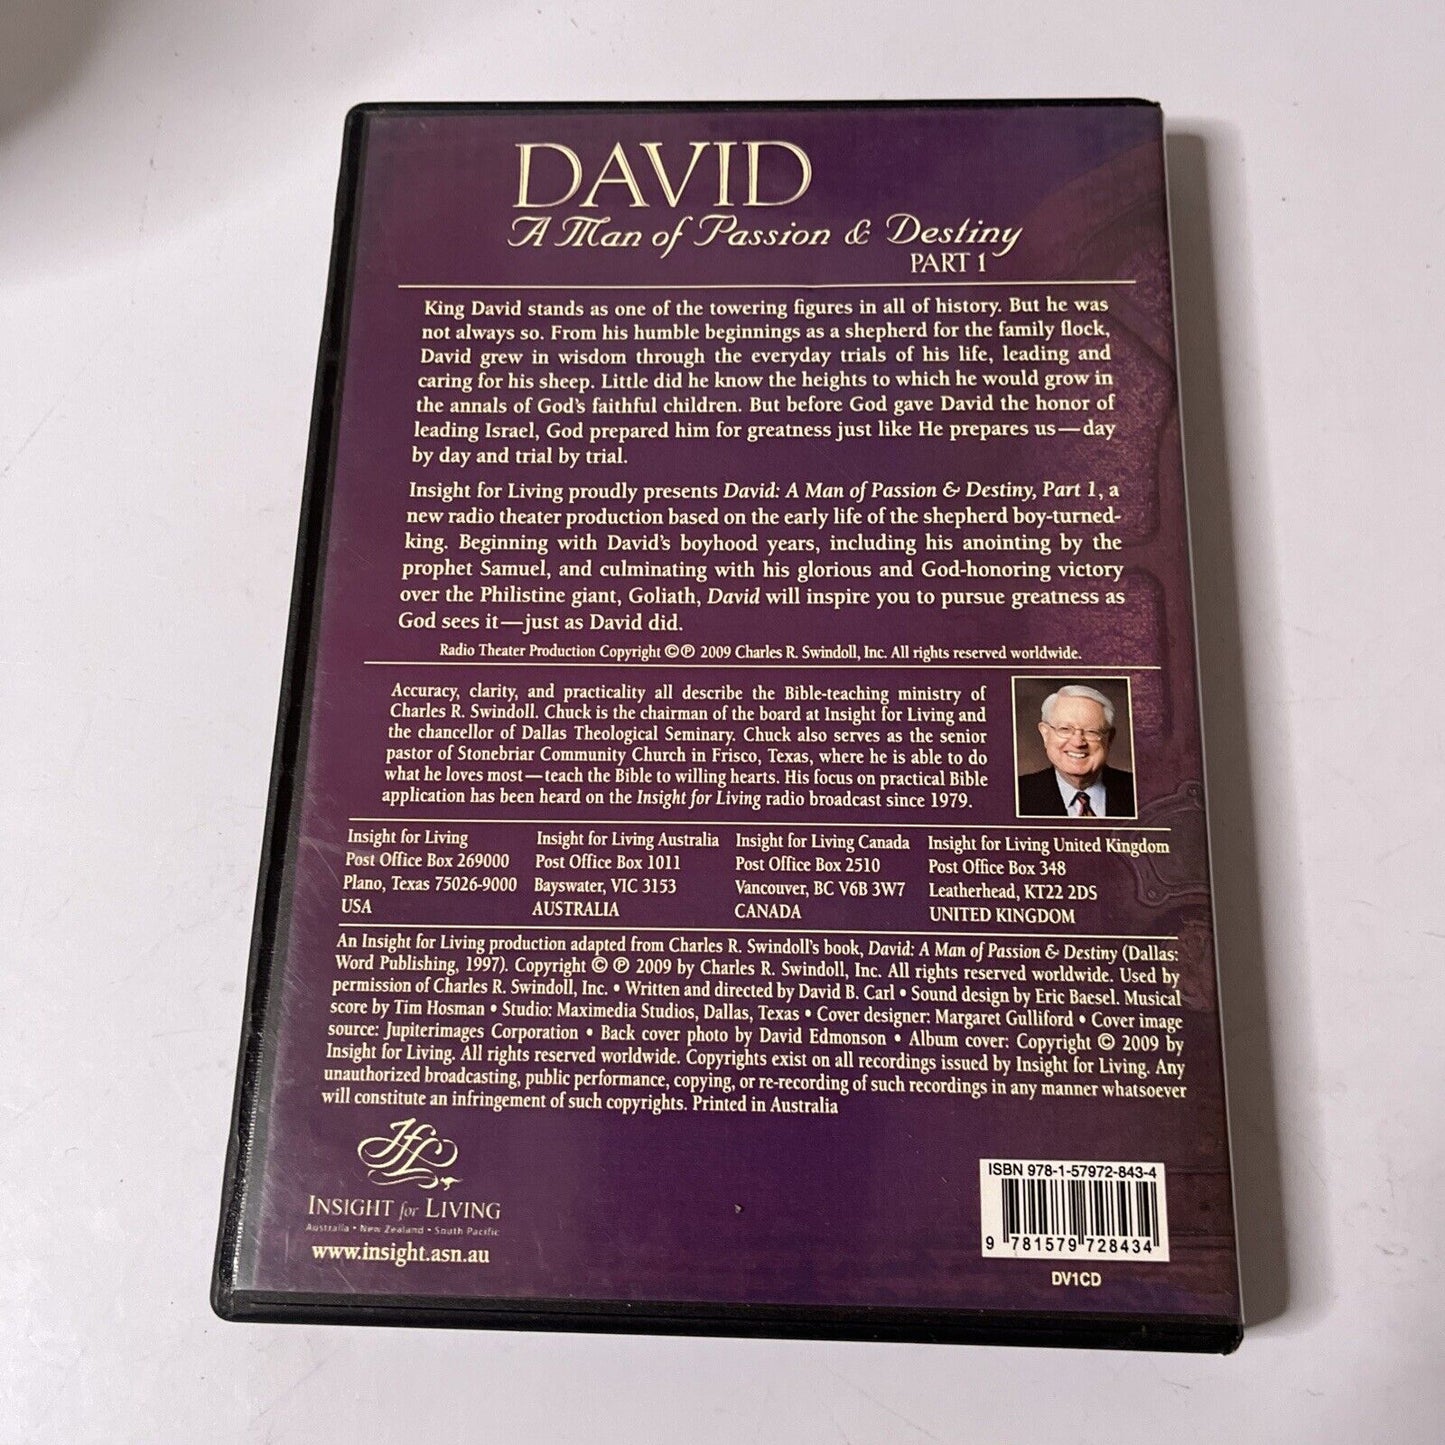 DAVID
A Man of Passion & Destiny
PART 1
King David stands as one of the towering figures in all of history. But he was
not always so. From his humble beginnings as a shepherd for the family flock,
David grew in wisdom through the everyday trials of his life, leading and
caring for his sheep. Little did he know the heights to which he would grow in
the annals of God's faithful children. But before God gave David the honor of
leading Israel, God prepared him for greatness just like He prepares us—day
by day and trial by trial.
Insight for Living proudly presents David: A Man of Passion & Destiny, Part 1, a
new radio theater production based on the early life of the shepherd boy-turned-
king. Beginning with David's boyhood years, including his anointing by the
prophet Samuel, and culminating with his glorious and God-honoring victory
over the Philistine giant, Goliath, David will inspire you to pursue greatness as
God sees it—just as David did.
Radio Theater Production Copyright ©℗ 2009 Charles R. Swindoll, Inc. All rights reserved worldwide.
Accuracy, clarity, and practicality all describe the Bible-teaching ministry of
Charles R. Swindoll. Chuck is the chairman of the board at Insight for Living and
the chancellor of Dallas Theological Seminary. Chuck also serves as the senior
pastor of Stonebriar Community Church in Frisco, Texas, where he is able to do
what he loves most—teach the Bible to willing hearts. His focus on practical Bible
application has been heard on the Insight for Living radio broadcast since 1979.
Insight for Living
Post Office Box 269000
Plano, Texas 75026-9000
USA
Insight for Living Australia
Post Office Box 1011
Bayswater, VIC 3153
AUSTRALIA
Insight for Living Canada
Post Office Box 2510
Vancouver, BC V6B 3W7
CANADA
Insight for Living United Kingdom
Post Office Box 348
Leatherhead, KT22 2DS
UNITED KINGDOM
An Insight for Living production adapted from Charles R. Swindoll's book, David: A Man of Passion & Destiny (Dallas:
Word Publishing, 1997). Copyright © ℗ 2009 by Charles R. Swindoll, Inc. All rights reserved worldwide. Used by
permission of Charles R. Swindoll, Inc. • Written and directed by David B. Carl • Sound design by Eric Baesel. Musical
score by Tim Hosman • Studio: Maximedia Studios, Dallas, Texas • Cover designer: Margaret Gulliford • Cover image
source: Jupiterimages Corporation • Back cover photo by David Edmonson • Album cover: Copyright © 2009 by
Insight for Living. All rights reserved worldwide. Copyrights exist on all recordings issued by Insight for Living. Any
unauthorized broadcasting, public performance, copying, or re-recording of such recordings in any manner whatsoever
will constitute an infringement of such copyrights. Printed in Australia
IFL
INSIGHT for LIVING
Australia • New Zealand • South Pacific
www.insight.asn.au
ISBN 978-1-57972-843-4
9 781579 728434
DV1CD